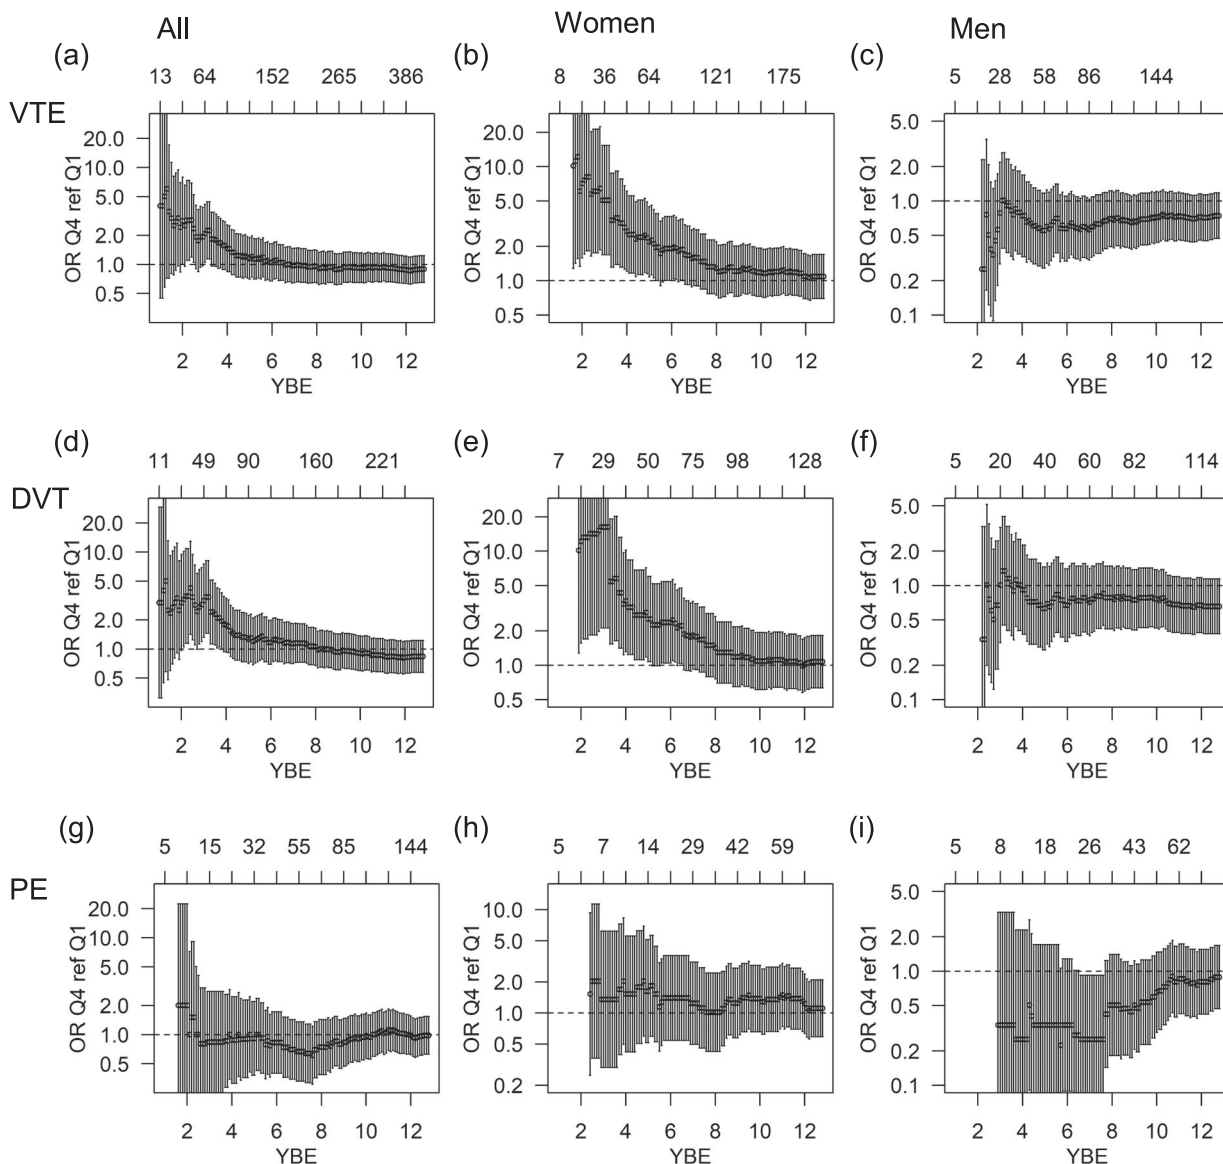 All Women Men
(a) (b) (c)
13 64 152 265 386 8 36 64 121 175 5 28 58 86 144
VTE
OR Q4 ref Q1 OR Q4 ref Q1 OR Q4 ref Q1
20.0 10.0 5.0 2.0 1.0 0.5
20.0 10.0 5.0 2.0 1.0 0.5
5.0 2.0 1.0 0.5 0.1
2 4 6 8 10 12 2 4 6 8 10 12 2 4 6 8 10 12
YBE YBE YBE
(d) (e) (f)
11 49 90 160 221 7 29 50 75 98 128 5 20 40 60 82 114
DVT
OR Q4 ref Q1 OR Q4 ref Q1 OR Q4 ref Q1
20.0 10.0 5.0 2.0 1.0 0.5
20.0 10.0 5.0 2.0 1.0 0.5
5.0 2.0 1.0 0.5 0.2 0.1
2 4 6 8 10 12 2 4 6 8 10 12 2 4 6 8 10 12
YBE YBE YBE
(g) (h) (i)
5 15 32 55 85 144 5 7 14 29 42 59 5 8 18 26 43 62
PE
OR Q4 ref Q1 OR Q4 ref Q1 OR Q4 ref Q1
20.0 10.0 5.0 2.0 1.0 0.5
10.0 5.0 2.0 1.0 0.5 0.2
5.0 2.0 1.0 0.5 0.2 0.1
2 4 6 8 10 12 2 4 6 8 10 12 2 4 6 8 10 12
YBE YBE YBE